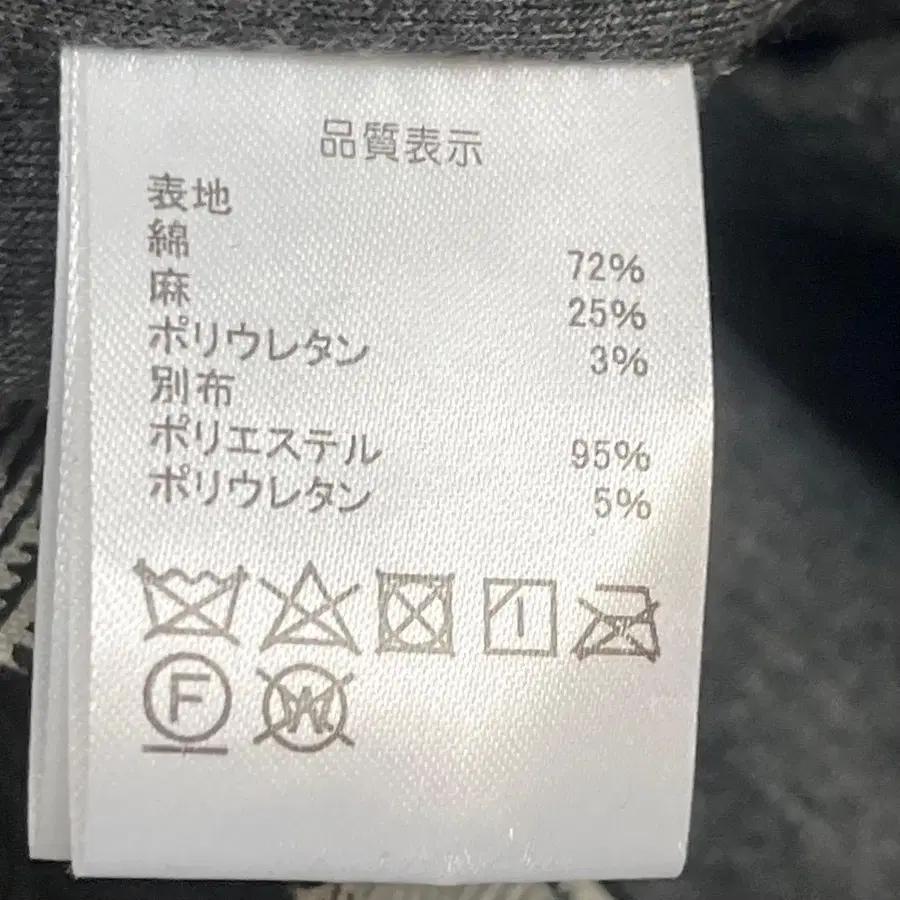 品質表示
表地
綿 72%
麻 25%
ポリウレタン 3%
別布
ポリエステル 95%
ポリウレタン 5%
F
W